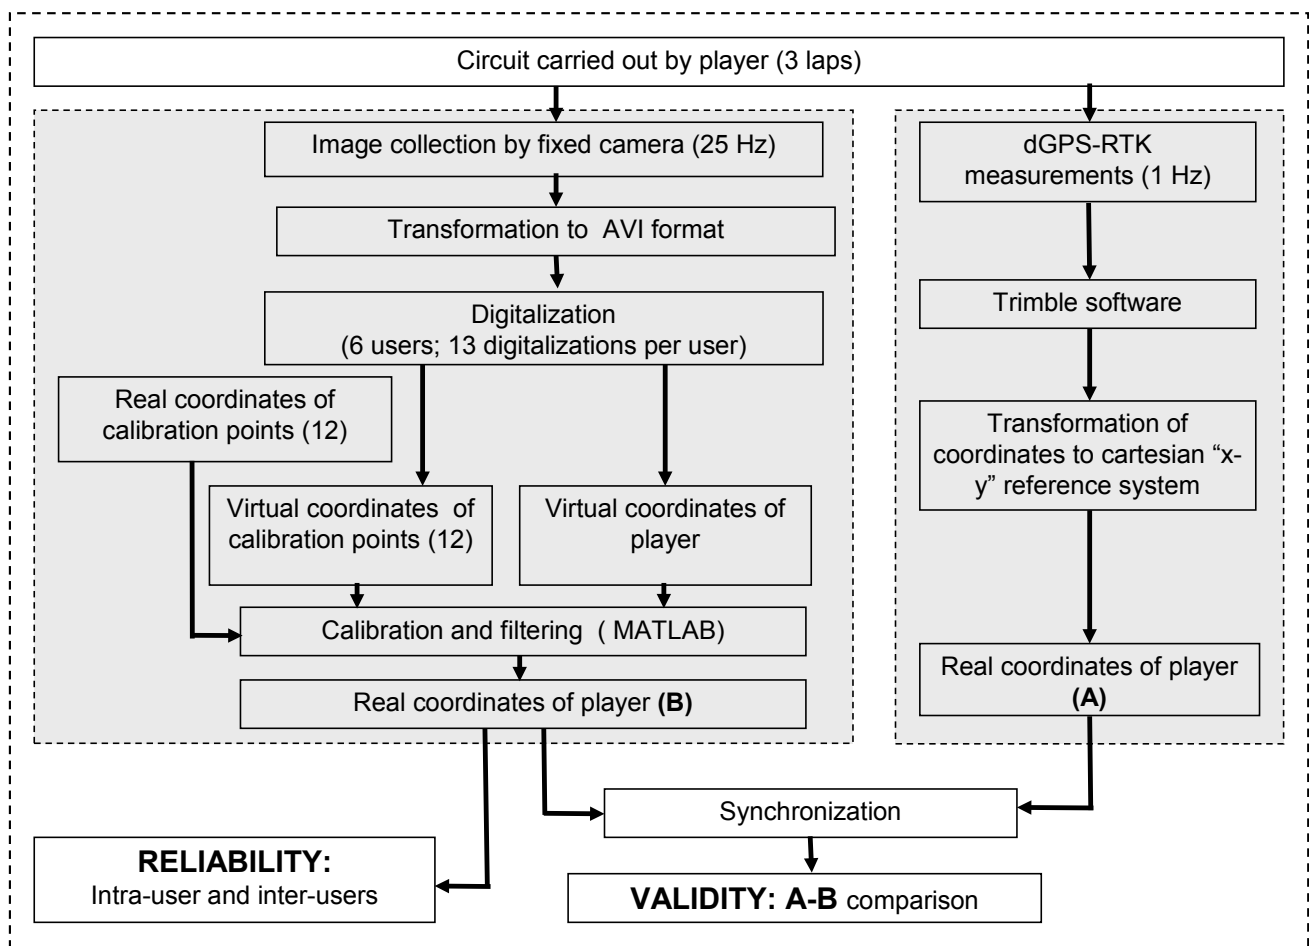 Circuit carried out by player (3 laps)
Image collection by fixed camera (25 Hz)
Transformation to AVI format
Digitalization
(6 users; 13 digitalizations per user)
Real coordinates of
calibration points (12)
Virtual coordinates of
calibration points (12)
Virtual coordinates of
player
Calibration and filtering ( MATLAB)
Real coordinates of player (B)
dGPS-RTK
measurements (1 Hz)
Trimble software
Transformation of
coordinates to cartesian “x-
y” reference system
Real coordinates of player
(A)
Synchronization
RELIABILITY:
Intra-user and inter-users
VALIDITY: A-B comparison